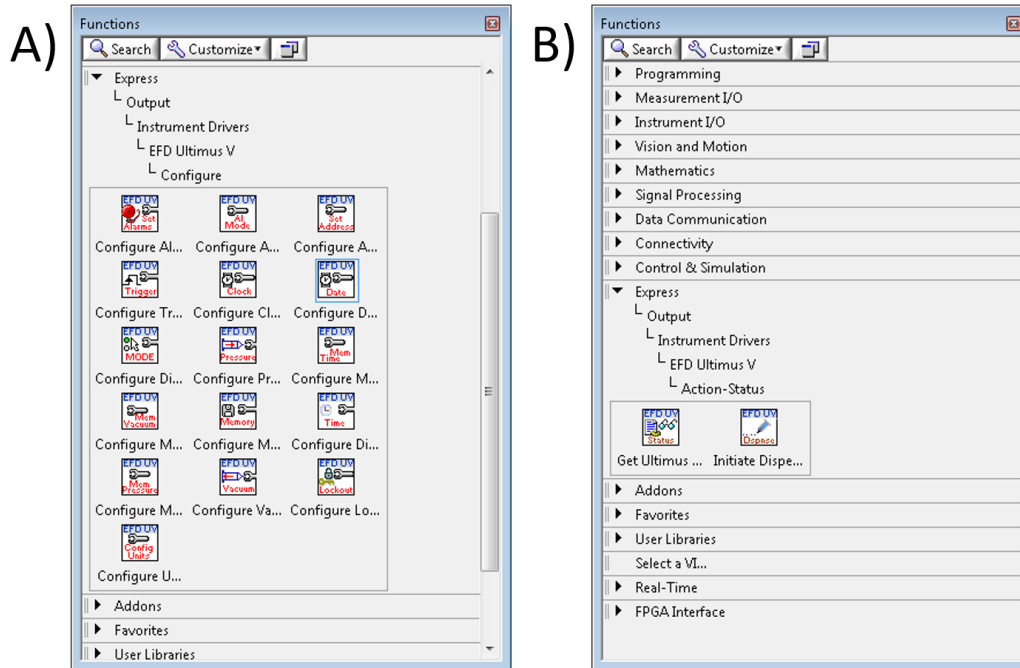 A)
Functions
Search Customize
Express
Output
Instrument Drivers
EFD Ultimus V
Configure
EFD UV Set Alarms
EFD UV AI Mode
EFD UV Set Address
Configure Al... Configure A... Configure A...
EFD UV Trigger
EFD UV Clock
EFD UV Date
Configure Tr... Configure Cl... Configure D...
EFD UV MODE
EFD UV Pressure
EFD UV Mem Time
Configure Di... Configure Pr... Configure M...
EFD UV Mem Vacuum
EFD UV Memory
EFD UV Time
Configure M... Configure M... Configure Di...
EFD UV Mem Pressure
EFD UV Vacuum
EFD UV Lockout
Configure M... Configure Va... Configure Lo...
EFD UV Config Units
Configure U...
Addons
Favorites
User Libraries
B)
Functions
Search Customize
Programming
Measurement I/O
Instrument I/O
Vision and Motion
Mathematics
Signal Processing
Data Communication
Connectivity
Control & Simulation
Express
Output
Instrument Drivers
EFD Ultimus V
Action-Status
EFD UV Status
EFD UV Dspnse
Get Ultimus ... Initiate Dispe...
Addons
Favorites
User Libraries
Select a VI...
Real-Time
FPGA Interface